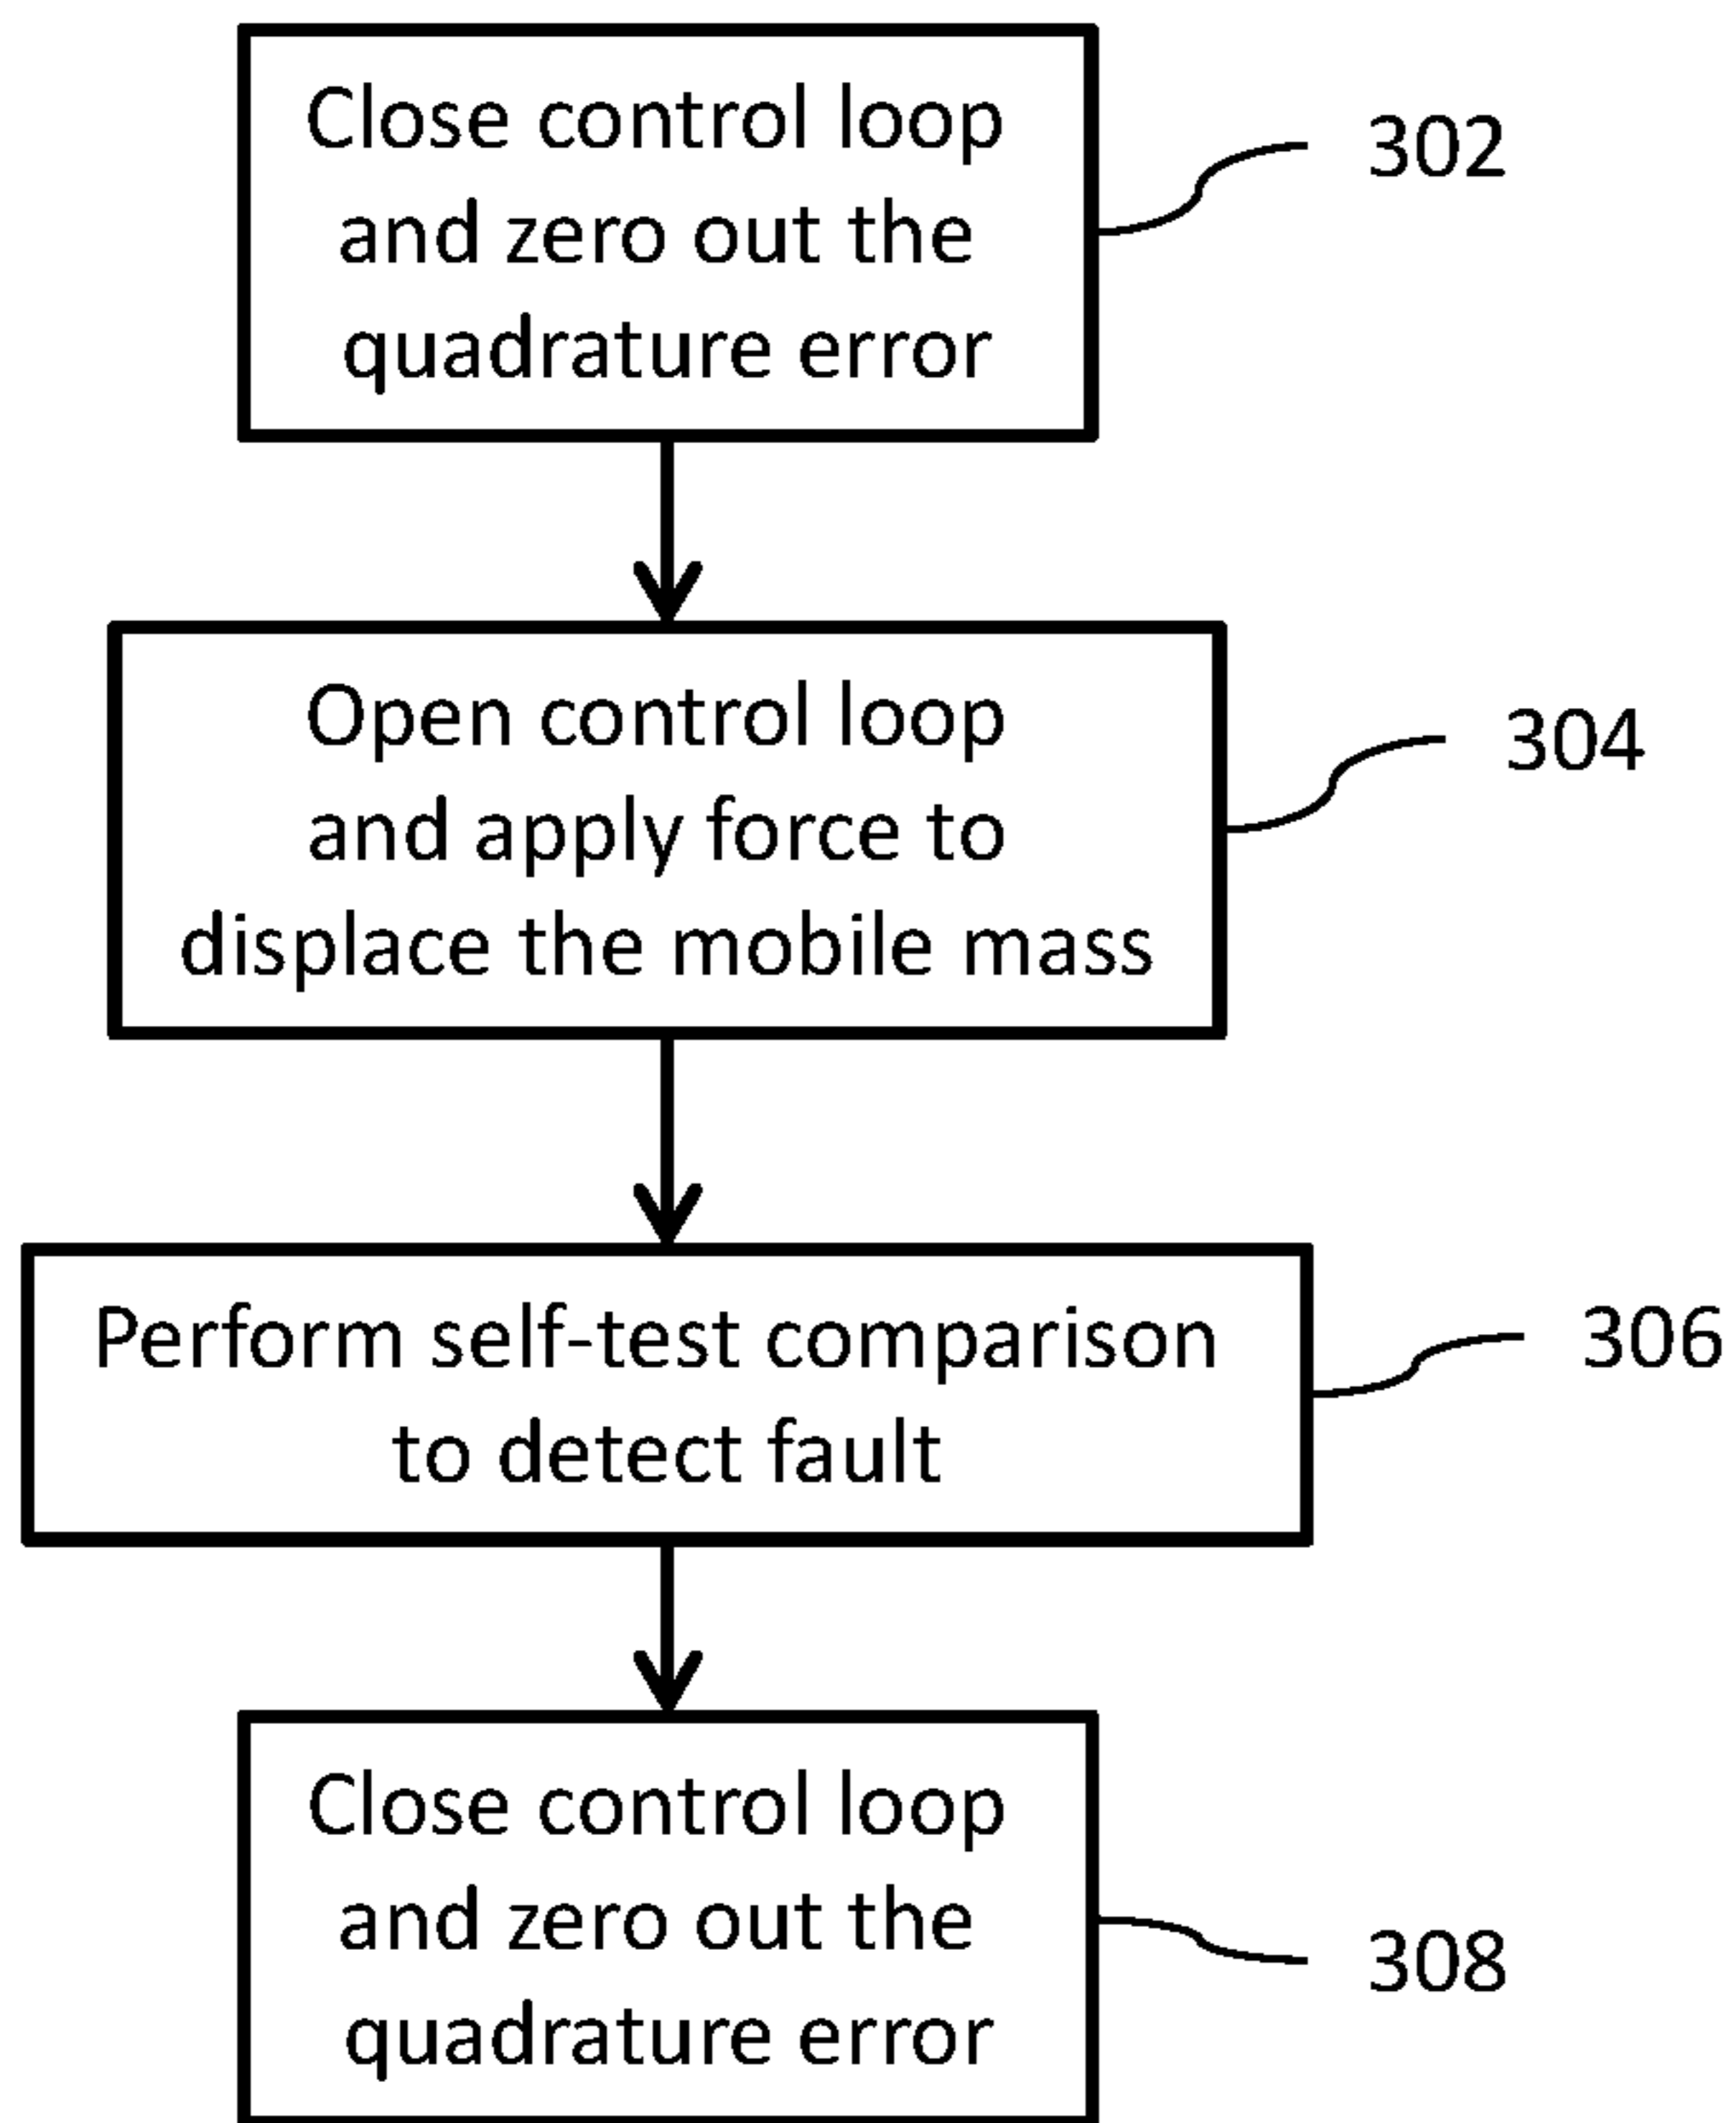 Close control loop
and zero out the
quadrature error
302
Open control loop
and apply force to
displace the mobile mass
304
Perform self-test comparison
to detect fault
306
Close control loop
and zero out the
quadrature error
308